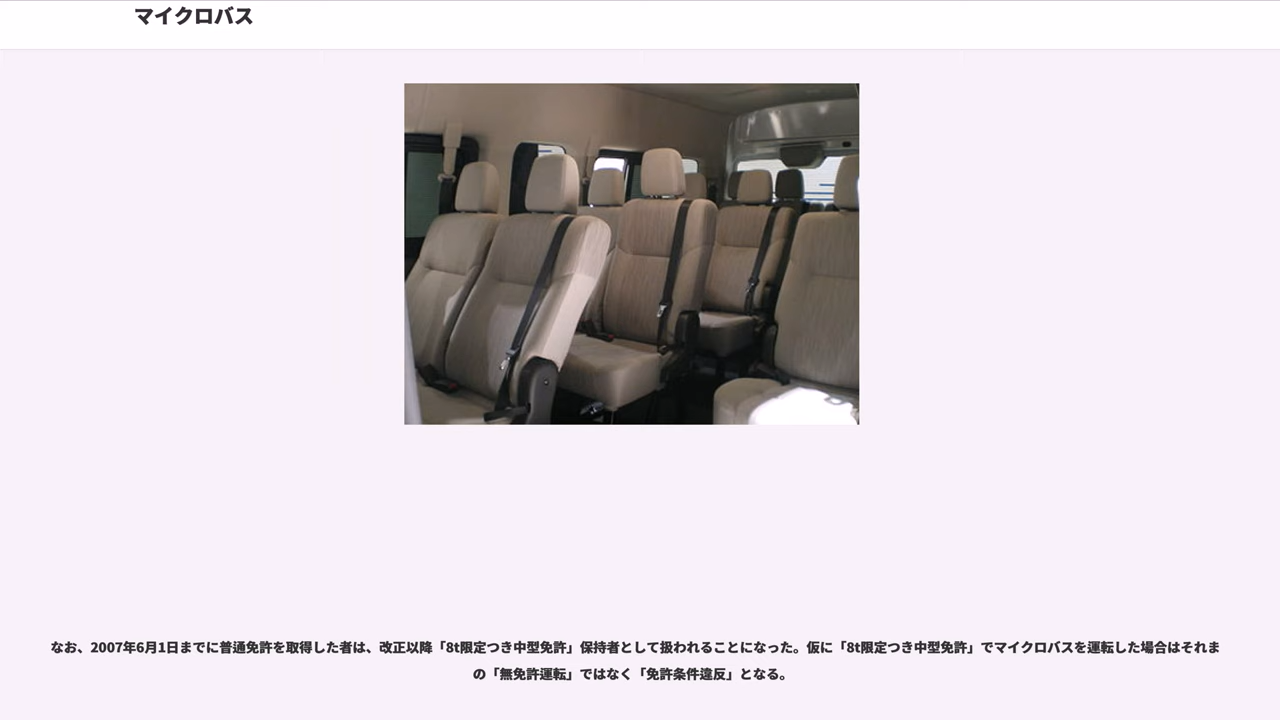 マイクロバス
なお、2007年6月1日までに普通免許を取得した者は、改正以降「8t限定つき中型免許」保持者として扱われることになった。仮に「8t限定つき中型免許」でマイクロバスを運転した場合はそれま
の「無免許運転」ではなく「免許条件違反」となる。